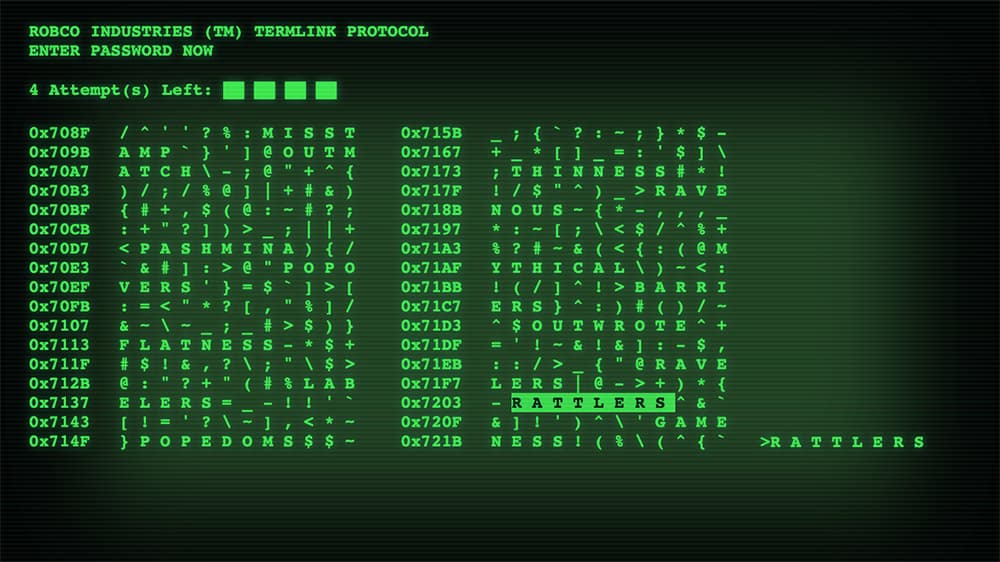 ROBCO INDUSTRIES (TM) TERMLINK PROTOCOL
ENTER PASSWORD NOW
4 Attempt(s) Left:
0x708F / ^ ' ' ? % : M I S S T
0x709B A M P ` } ' ] @ O U T M
0x70A7 A T C H \ - ; @ " + ^ {
0x70B3 ) / ; / % @ ] | + # & )
0x70BF { # + , $ ( @ : ~ # ? ;
0x70CB : + " ? ] ) > _ ; | | +
0x70D7 < P A S H M I N A ) { /
0x70E3 ` & # ] : > @ " P O P O
0x70EF V E R S ' } = $ ` ] > [
0x70FB : = < " * ? [ , " % ] /
0x7107 & ~ \ ~ _ ; _ # > $ ) }
0x7113 F L A T N E S S - * $ +
0x711F # $ ! & , ? \ ; " \ $ >
0x712B @ : " ? + " ( # % L A B
0x7137 E L E R S = _ - ! ! ' `
0x7143 [ ! = ' ? \ ~ ] , < * ~
0x714F } P O P E D O M S $ $ ~
0x715B _ ; { ` ? : ~ ; } * $ -
0x7167 + _ * [ ] _ = : ' $ ] \
0x7173 ; T H I N N E S S # * !
0x717F ! / $ " ^ ) _ > R A V E
0x718B N O U S ~ { * - , , , _
0x7197 * : ~ [ ; \ < $ / ^ % +
0x71A3 % ? # ~ & ( < { : ( @ M
0x71AF Y T H I C A L \ ) ~ < :
0x71BB ! ( / ] ^ ! > B A R R I
0x71C7 E R S } ^ : ) # ( ) / ~
0x71D3 ^ $ O U T W R O T E ^ +
0x71DF = ' ! ~ & ! & ] : - $ ,
0x71EB : : / > _ { " @ R A V E
0x71F7 L E R S | @ - > + ) * {
0x7203 - R A T T L E R S ^ & `
0x720F & ] ! ' ) ^ \ ' G A M E
0x721B N E S S ! ( % \ ( ^ { `
>R A T T L E R S